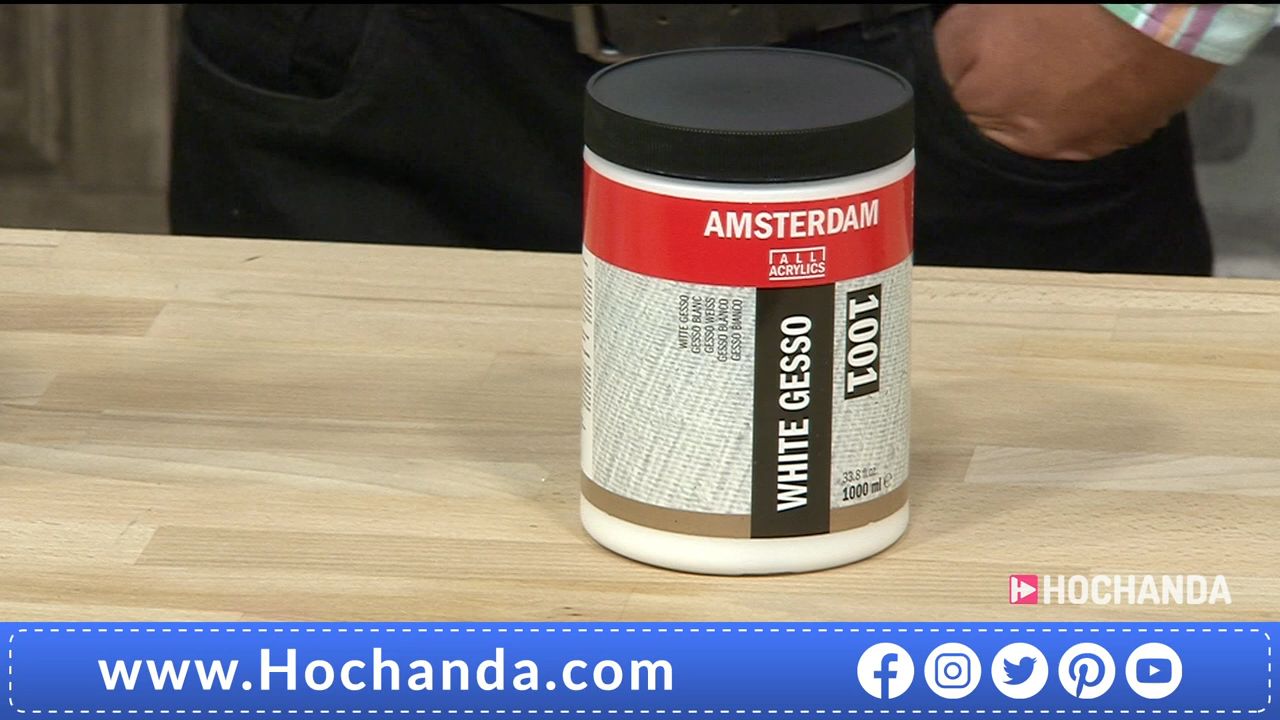 AMSTERDAM
ALL
ACRYLICS
WITTE GESSO
GESSO BLANC
GESSO WEISS
GESSO BLANCO
GESSO BIANCO
WHITE GESSO
1001
33.8 fl.oz.
1000 ml e
HOCHANDA
www.Hochanda.com